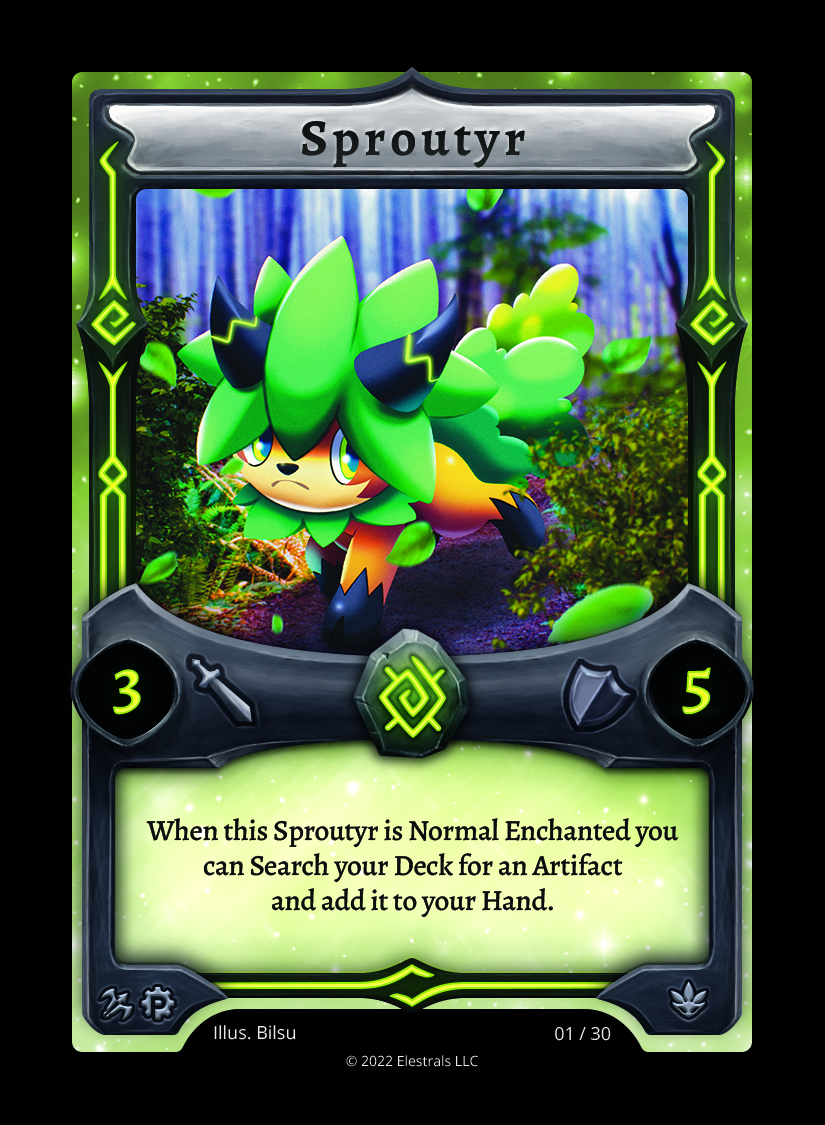 Sproutyr
3
5
When this Sproutyr is Normal Enchanted you
can Search your Deck for an Artifact
and add it to your Hand.
P
Illus. Bilsu
01 / 30
© 2022 Elestrals LLC